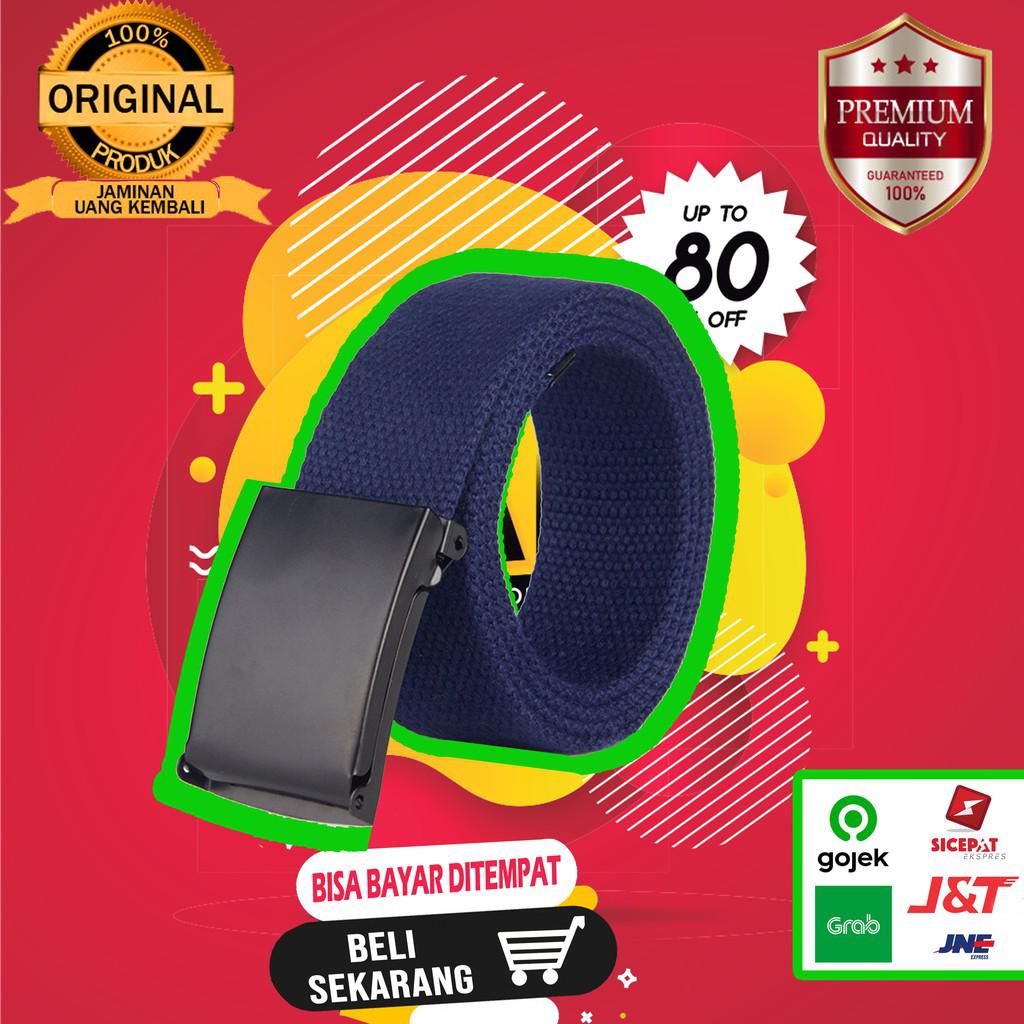 100%
ORIGINAL
PRODUK
JAMINAN
UANG KEMBALI
PREMIUM
QUALITY
GUARANTEED
100%
UP TO
80
OFF
BISA BAYAR DITEMPAT
BELI
SEKARANG
gojek
SICEPAT
EKSPRES
Grab
J&T
JNE
EXPRESS